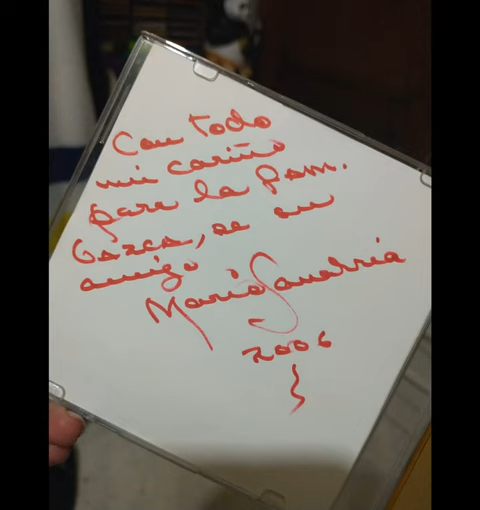 Con todo
mi cariño
para la Fam.
Garza, de su
amigo
Mario Sanabria
2006